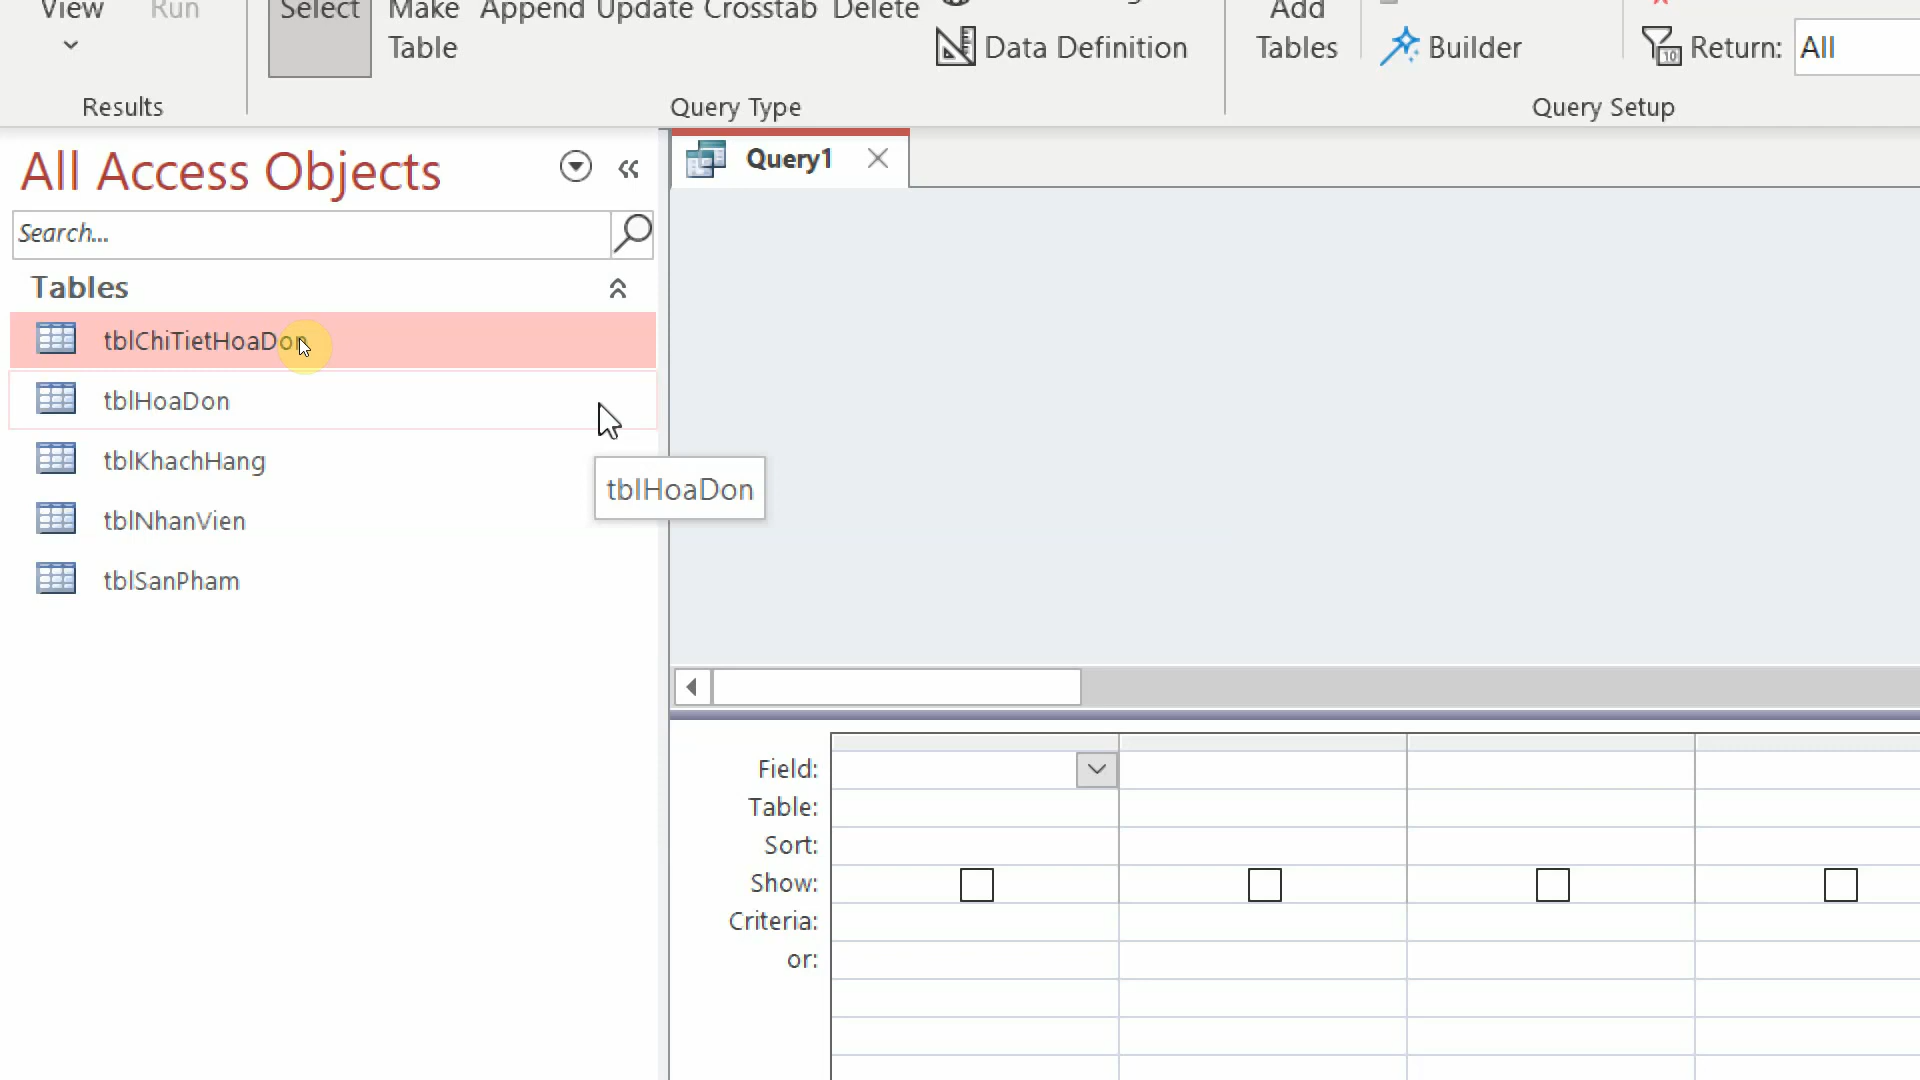 View Run Select Make Append Update Crosstab Delete Add
Table Data Definition Tables Builder Return: All
Results Query Type Query Setup
All Access Objects
Query1
Search...
Tables
tblChiTietHoaDon
tblHoaDon
tblKhachHang
tblHoaDon
tblNhanVien
tblSanPham
Field:
Table:
Sort:
Show:
Criteria:
or: